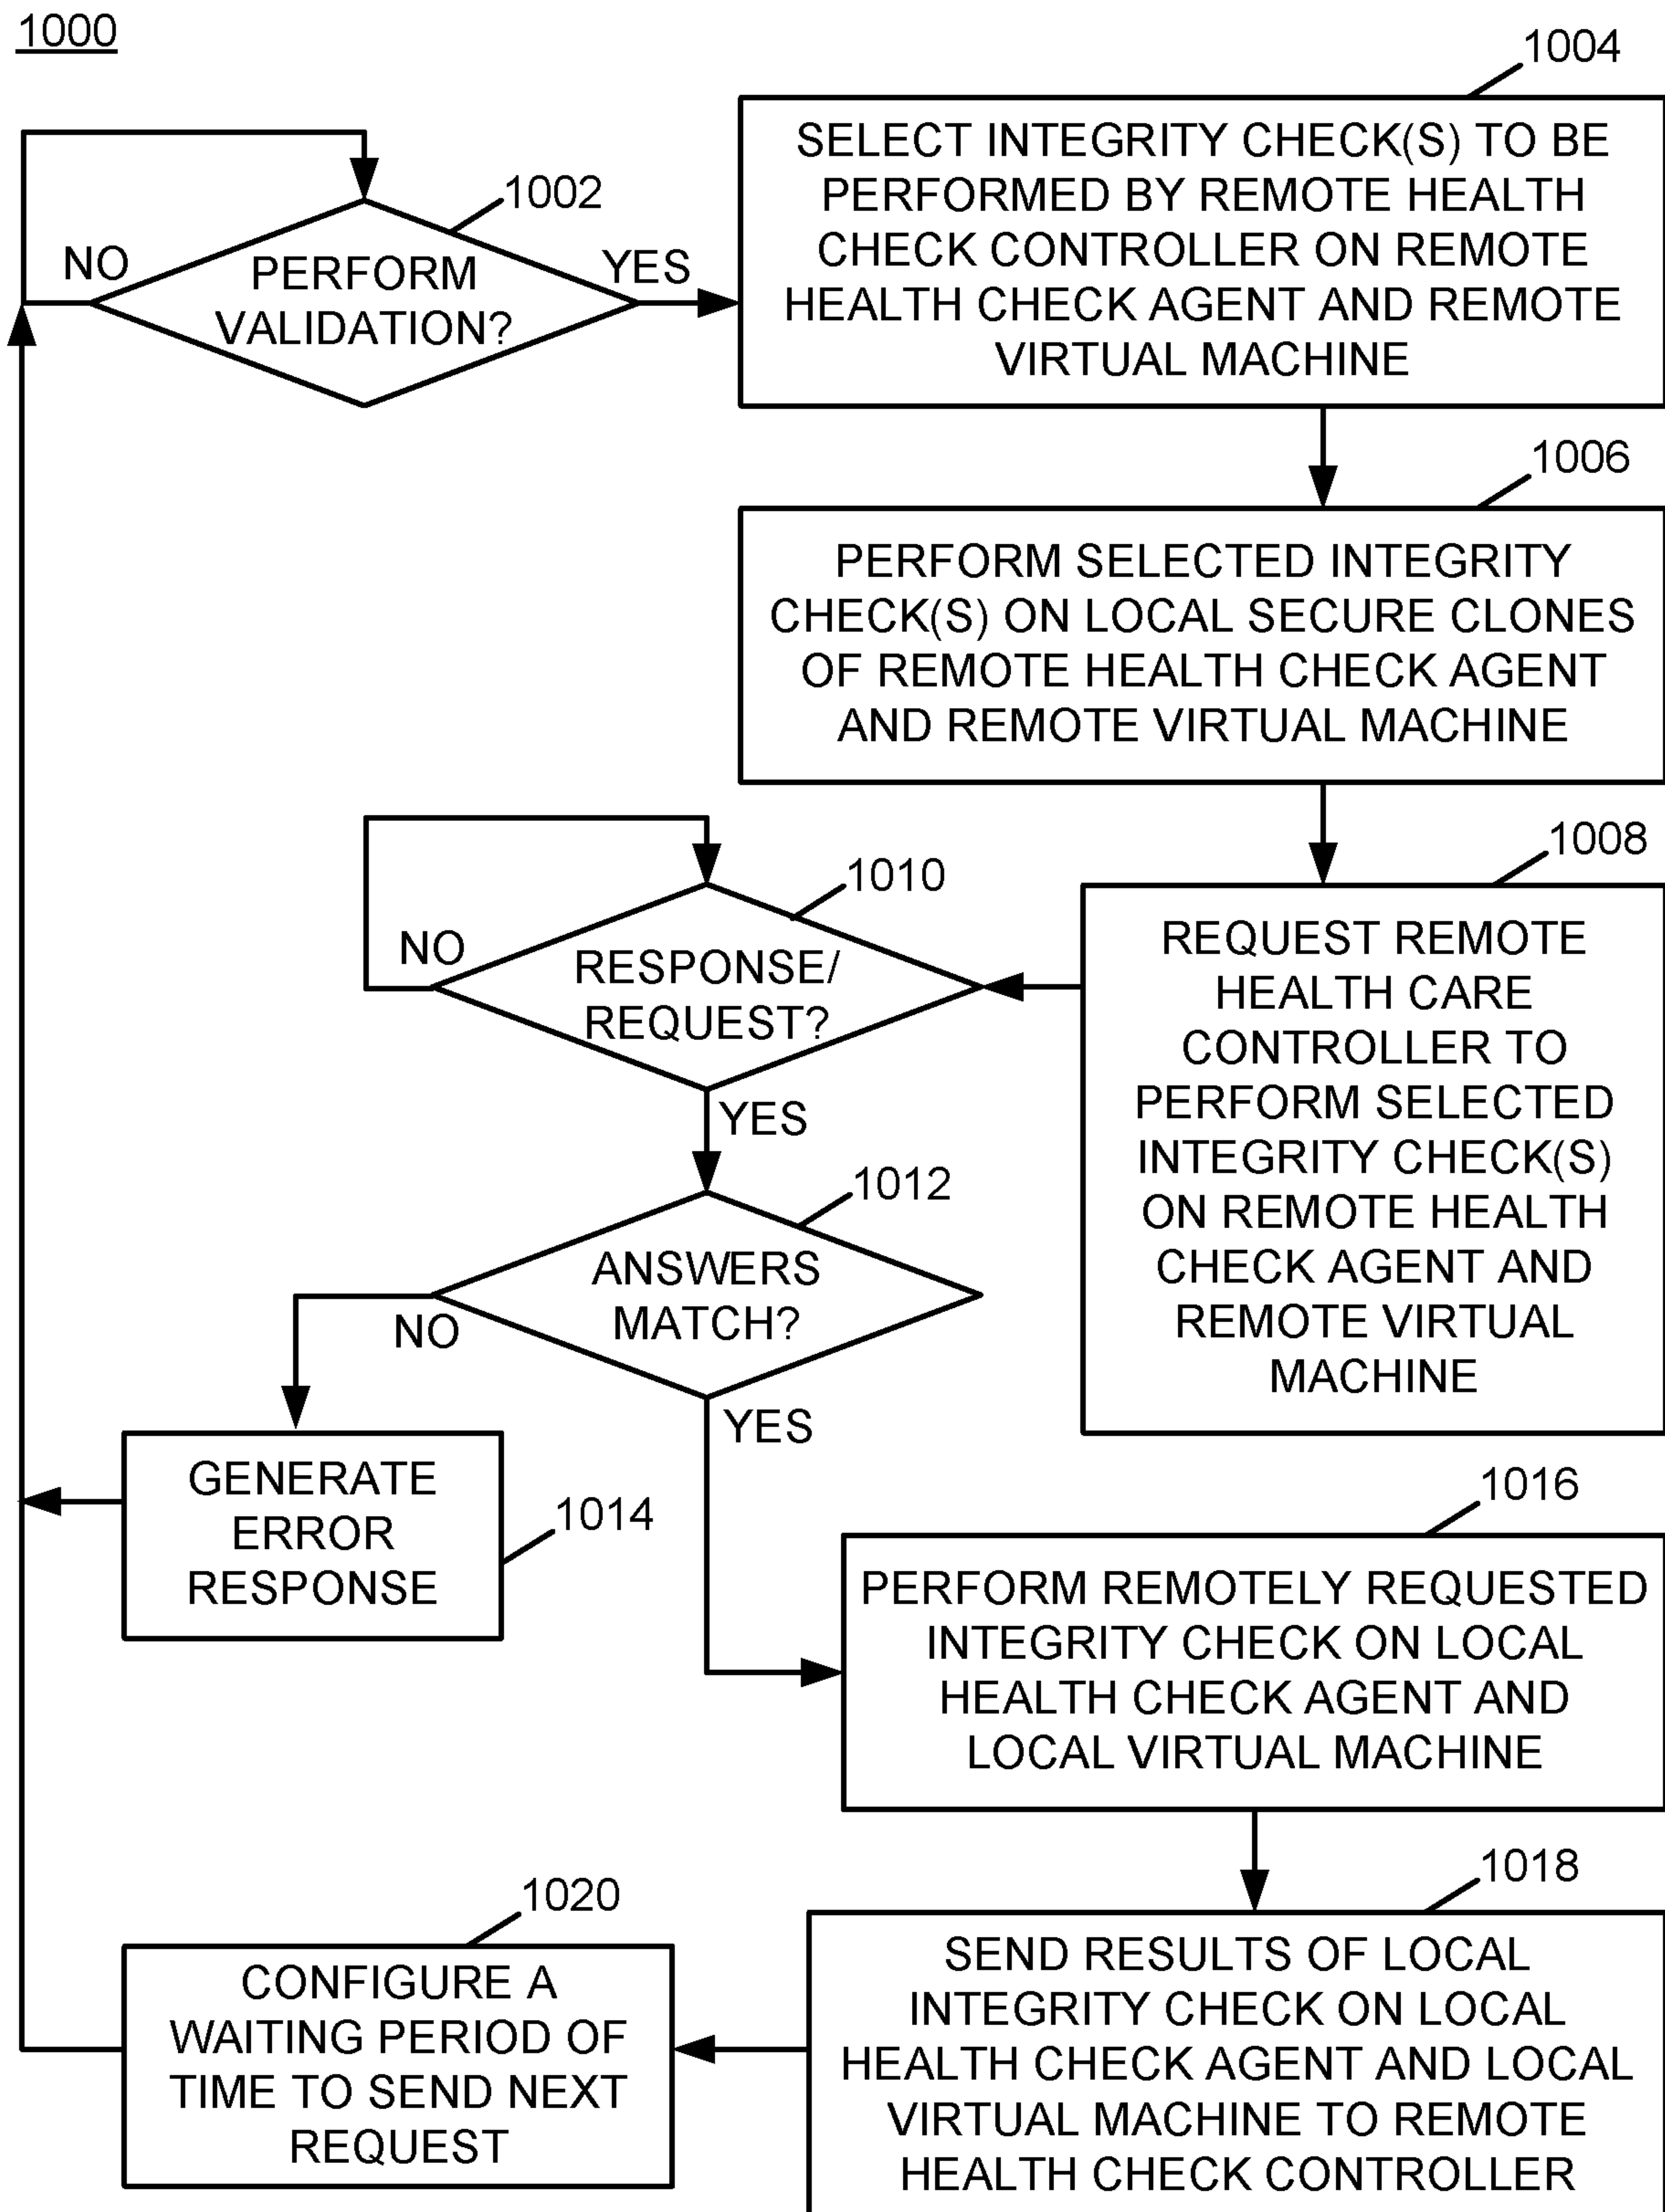 1000
1002
PERFORM
VALIDATION?
NO
YES
1004
SELECT INTEGRITY CHECK(S) TO BE
PERFORMED BY REMOTE HEALTH
CHECK CONTROLLER ON REMOTE
HEALTH CHECK AGENT AND REMOTE
VIRTUAL MACHINE
1006
PERFORM SELECTED INTEGRITY
CHECK(S) ON LOCAL SECURE CLONES
OF REMOTE HEALTH CHECK AGENT
AND REMOTE VIRTUAL MACHINE
1008
REQUEST REMOTE
HEALTH CARE
CONTROLLER TO
PERFORM SELECTED
INTEGRITY CHECK(S)
ON REMOTE HEALTH
CHECK AGENT AND
REMOTE VIRTUAL
MACHINE
1010
RESPONSE/
REQUEST?
NO
YES
1012
ANSWERS
MATCH?
NO
YES
GENERATE
ERROR
RESPONSE
1014
1016
PERFORM REMOTELY REQUESTED
INTEGRITY CHECK ON LOCAL
HEALTH CHECK AGENT AND
LOCAL VIRTUAL MACHINE
1018
SEND RESULTS OF LOCAL
INTEGRITY CHECK ON LOCAL
HEALTH CHECK AGENT AND LOCAL
VIRTUAL MACHINE TO REMOTE
HEALTH CHECK CONTROLLER
1020
CONFIGURE A
WAITING PERIOD OF
TIME TO SEND NEXT
REQUEST